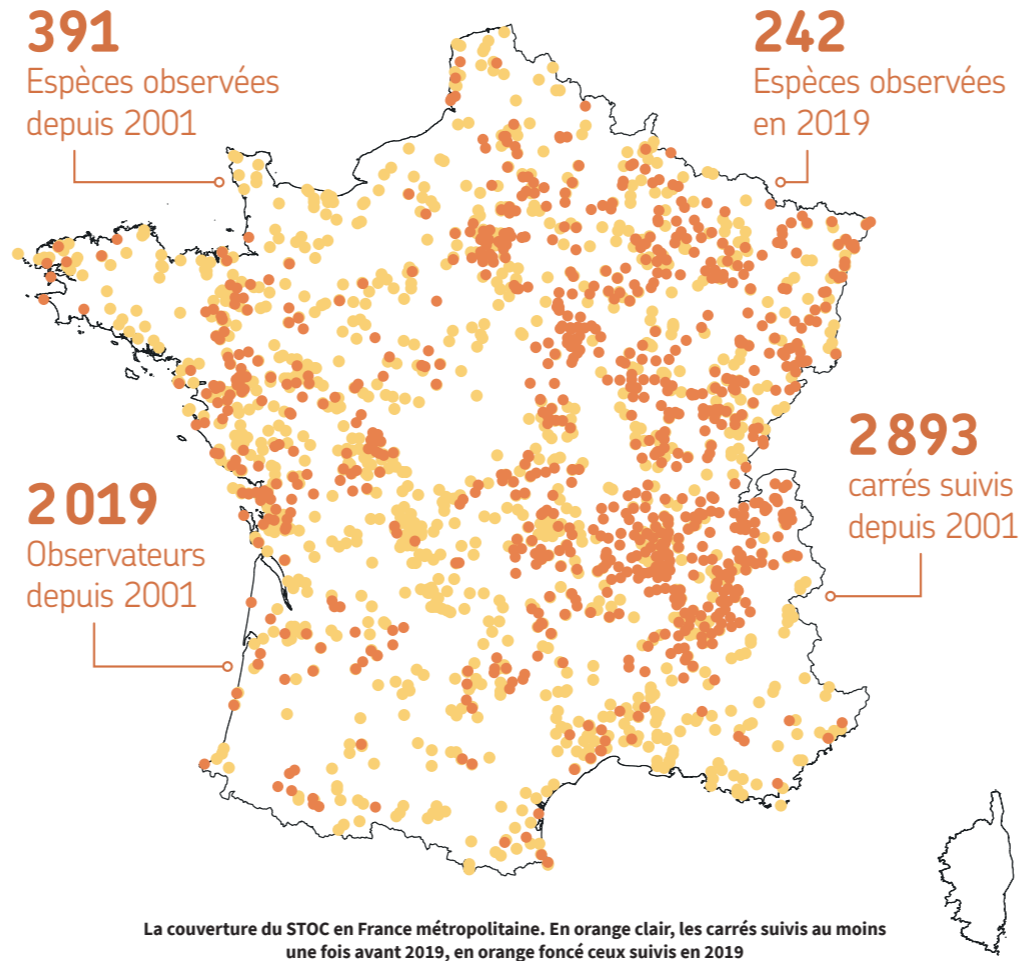 391
Espèces observées
depuis 2001
242
Espèces observées
en 2019
2 893
carrés suivis
depuis 2001
2 019
Observateurs
depuis 2001
La couverture du STOC en France métropolitaine. En orange clair, les carrés suivis au moins
une fois avant 2019, en orange foncé ceux suivis en 2019